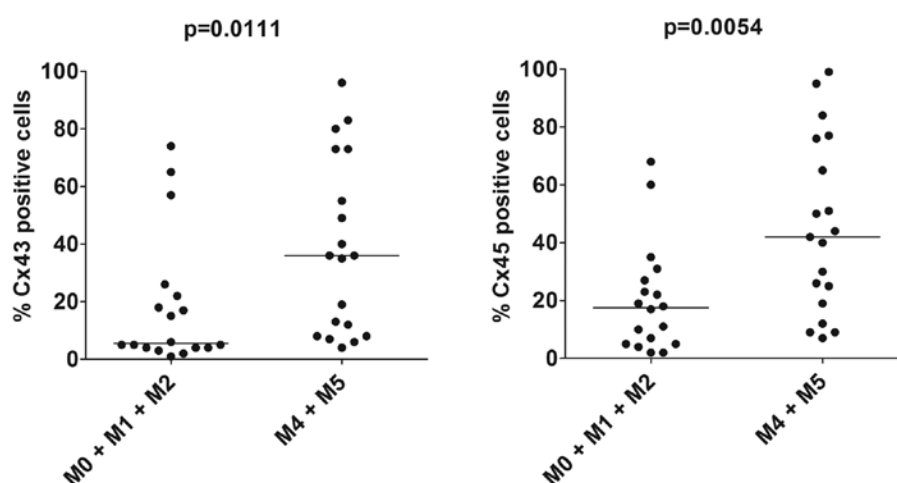 p=0.0111
% Cx43 positive cells
100
80
60
40
20
0
M0 + M1 + M2
M4 + M5
p=0.0054
% Cx45 positive cells
100
80
60
40
20
0
M0 + M1 + M2
M4 + M5